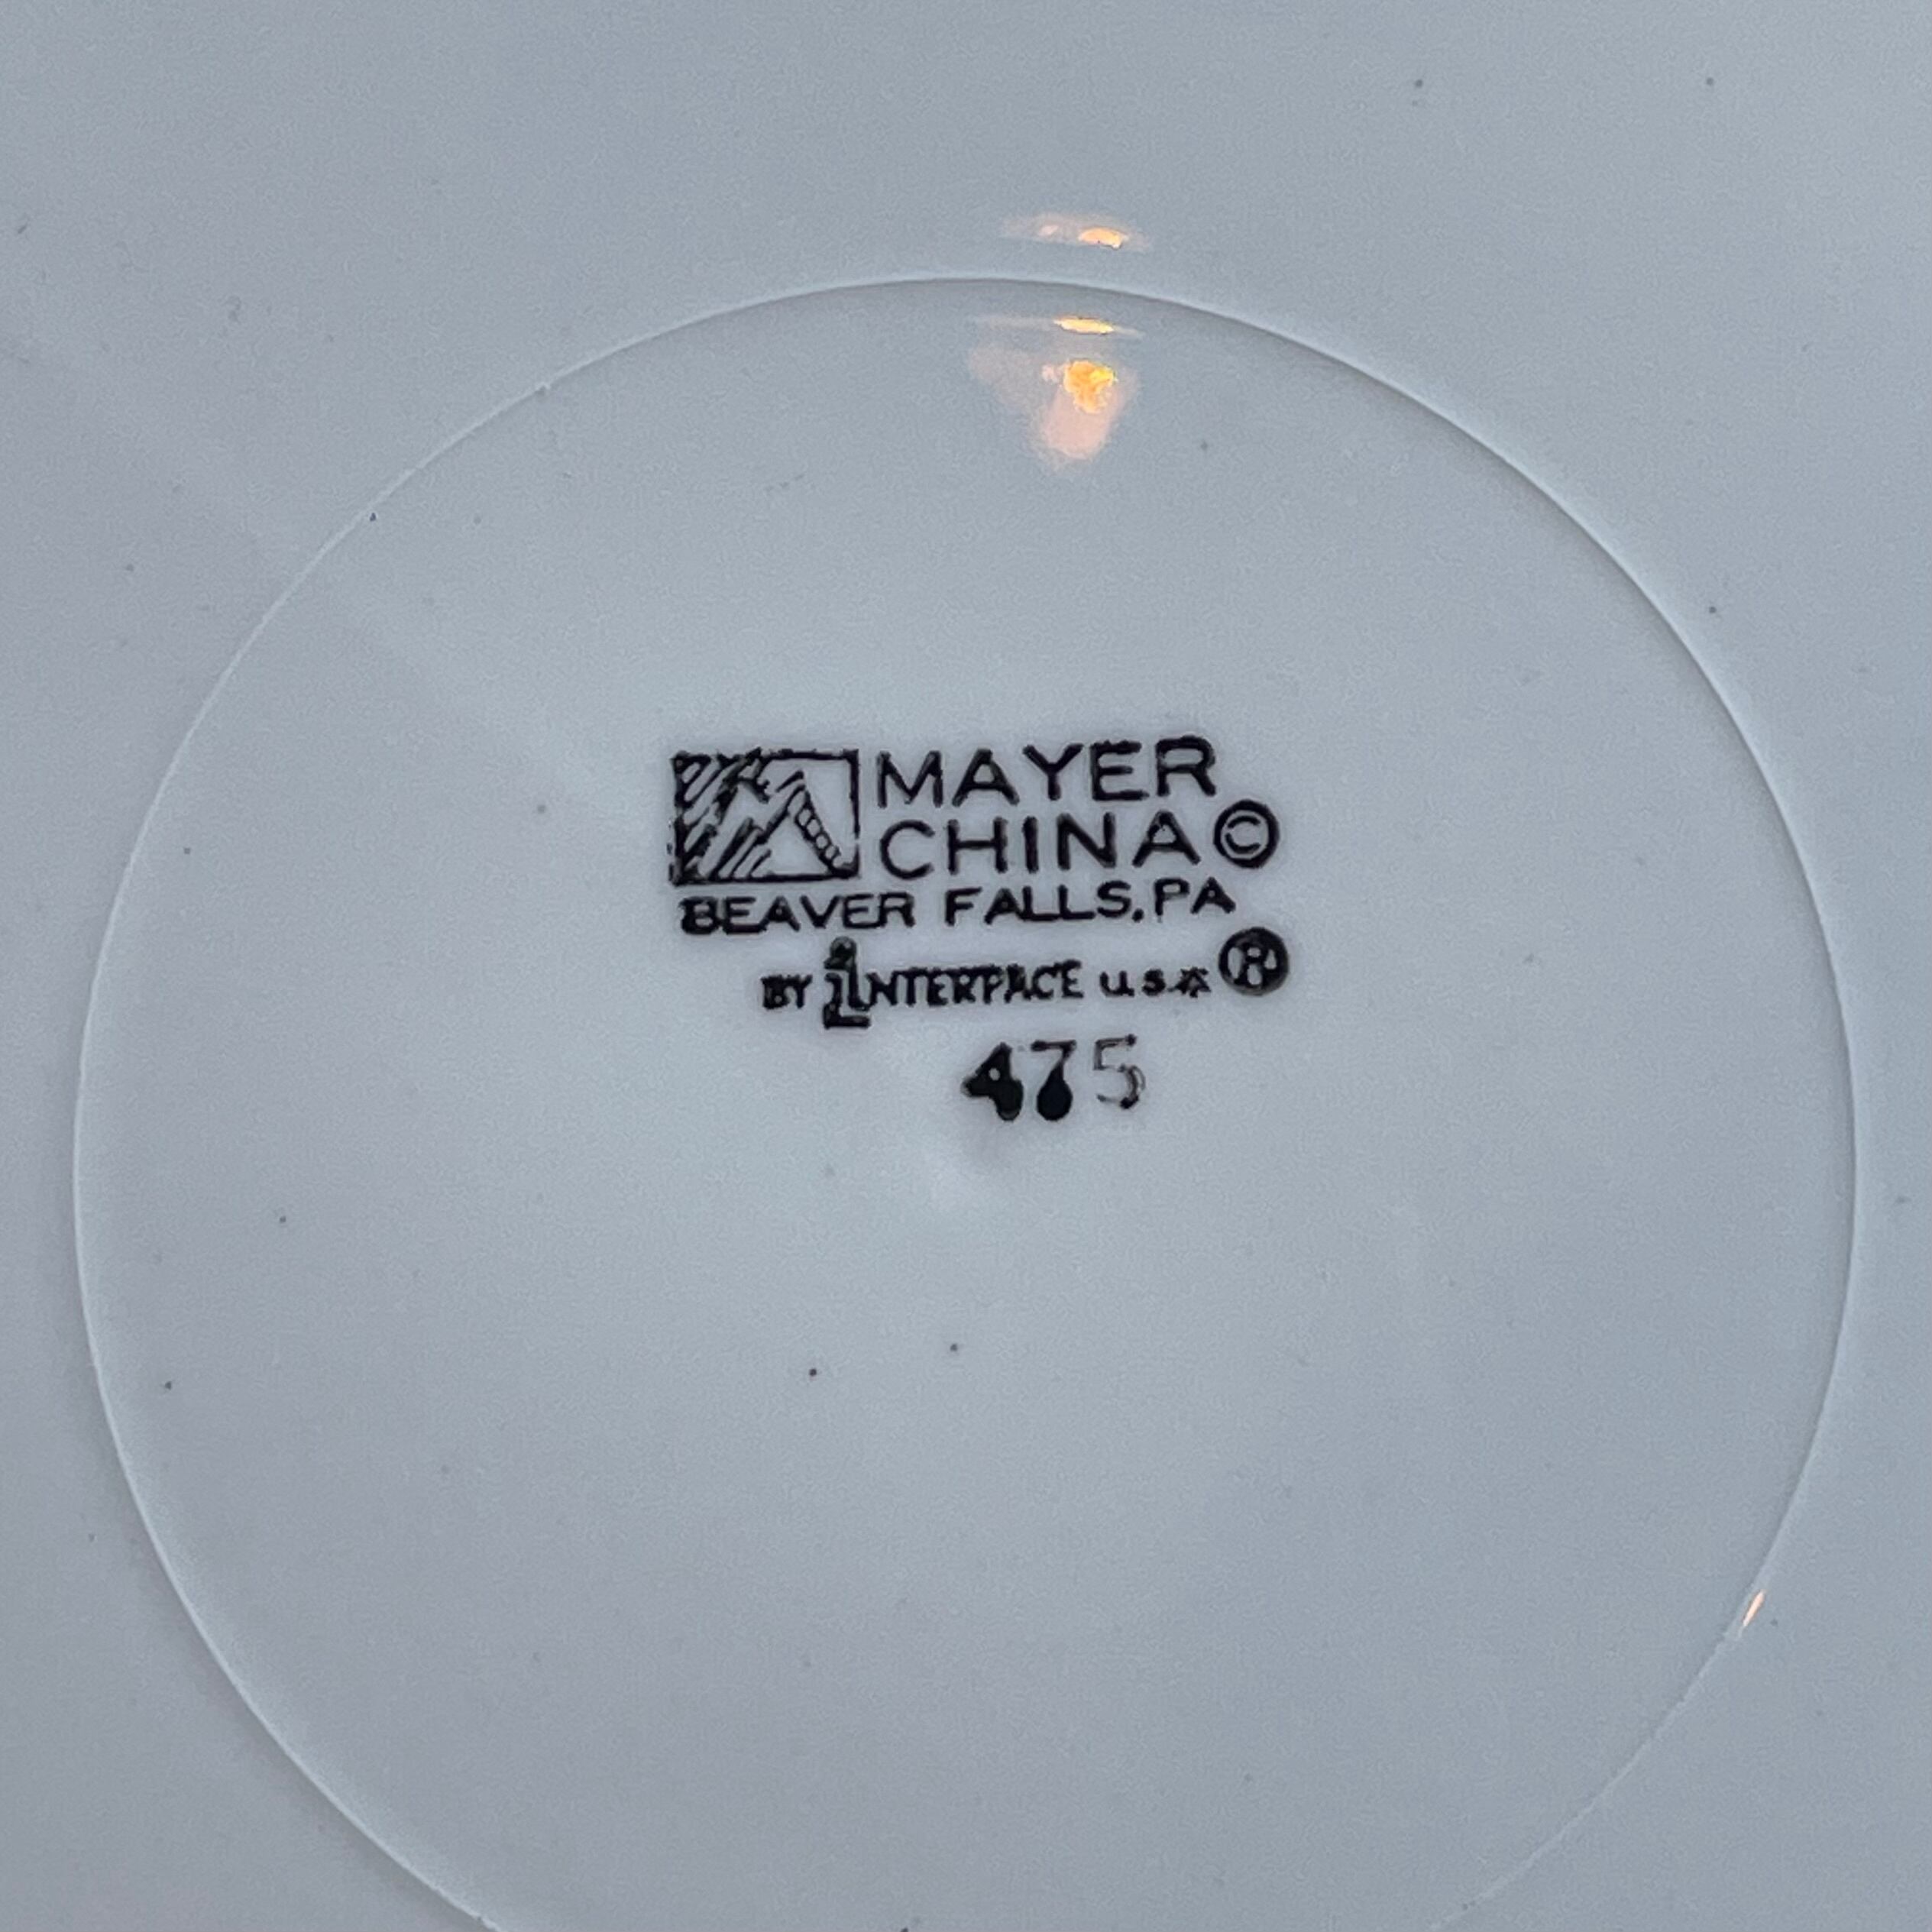 MAYER
CHINA ©
BEAVER FALLS, PA
BY INTERPACE U.S.A ®
475